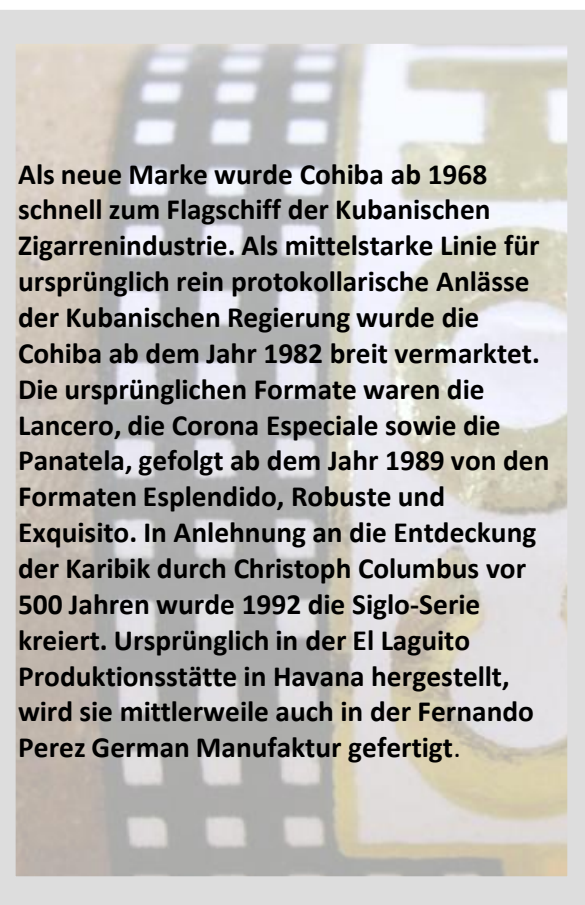 Als neue Marke wurde Cohiba ab 1968
schnell zum Flagschiff der Kubanischen
Zigarrenindustrie. Als mittelstarke Linie für
ursprünglich rein protokollarische Anlässe
der Kubanischen Regierung wurde die
Cohiba ab dem Jahr 1982 breit vermarktet.
Die ursprünglichen Formate waren die
Lancero, die Corona Especiale sowie die
Panatela, gefolgt ab dem Jahr 1989 von den
Formaten Esplendido, Robuste und
Exquisito. In Anlehnung an die Entdeckung
der Karibik durch Christoph Columbus vor
500 Jahren wurde 1992 die Siglo-Serie
kreiert. Ursprünglich in der El Laguito
Produktionsstätte in Havana hergestellt,
wird sie mittlerweile auch in der Fernando
Perez German Manufaktur gefertigt.